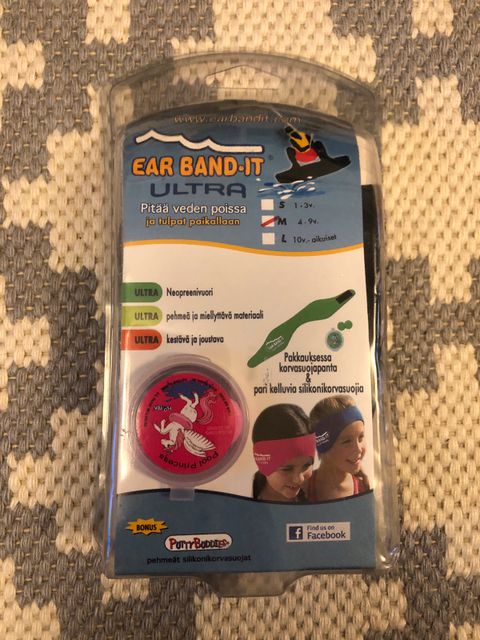 www.earbandit.com
EAR BAND-IT®
ULTRA
Pitää veden poissa
ja tulpat paikallaan
S 1 - 3v.
M 4 - 9v.
L 10v.- aikuiset
ULTRA Neopreenivuori
ULTRA pehmeä ja miellyttävä materiaali
ULTRA kestävä ja joustava
Pakkauksessa
korvasuojapanta
&
pari kelluvia silikonikorvasuojia
Pool Princess
BONUS
PUTTY BUDDIES
pehmeät silikonikorvasuojat
f Find us on
Facebook